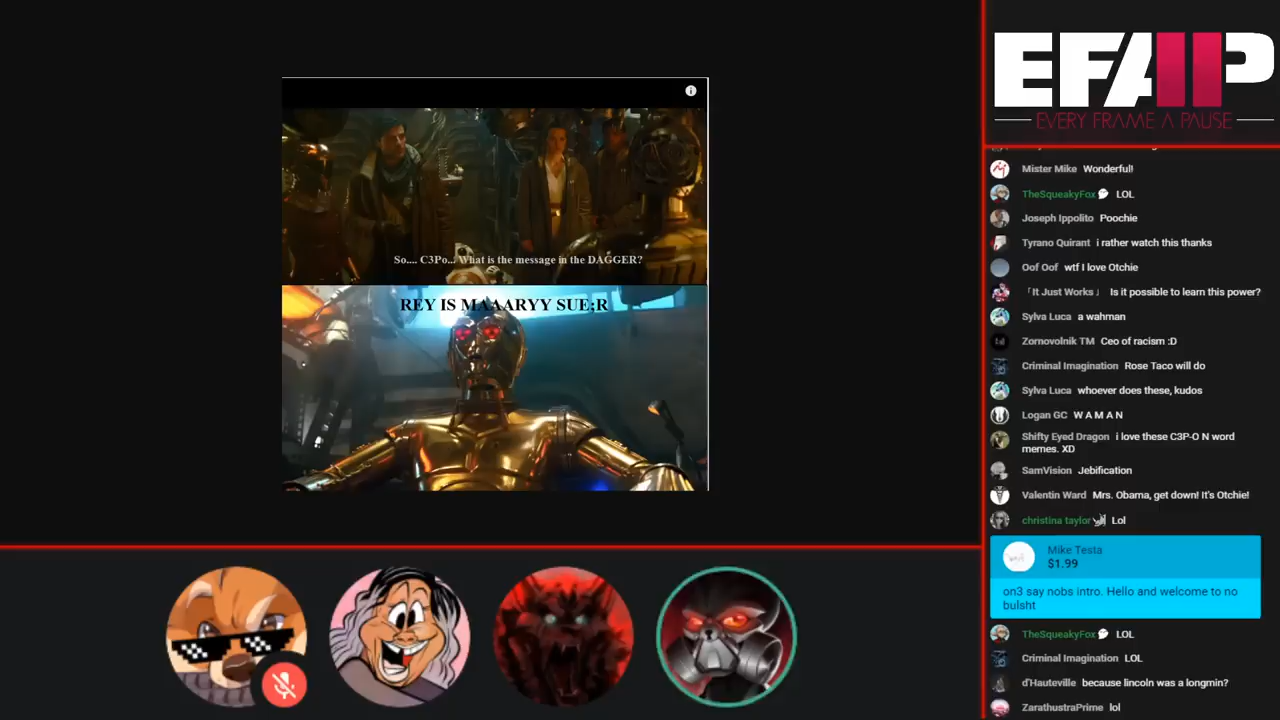 So.... C3Po... What is the message in the DAGGER?
REY IS MAAARYY SUE;R
EFAP
EVERY FRAME A PAUSE
Mister Mike Wonderful!
TheSqueakyFox LOL
Joseph Ippolito Poochie
Tyrano Quirant i rather watch this thanks
Oof Oof wtf I love Otchie
「It Just Works」 Is it possible to learn this power?
Sylva Luca a wahman
Zornovolnik TM Ceo of racism :D
Criminal Imagination Rose Taco will do
Sylva Luca whoever does these, kudos
Logan GC W A M A N
Shifty Eyed Dragon i love these C3P-O N word
memes. XD
SamVision Jebification
Valentin Ward Mrs. Obama, get down! It's Otchie!
christina taylor Lol
Mike Testa
$1.99
on3 say nobs intro. Hello and welcome to no
bulsht
TheSqueakyFox LOL
Criminal Imagination LOL
d'Hauteville because lincoln was a longmin?
ZarathustraPrime lol